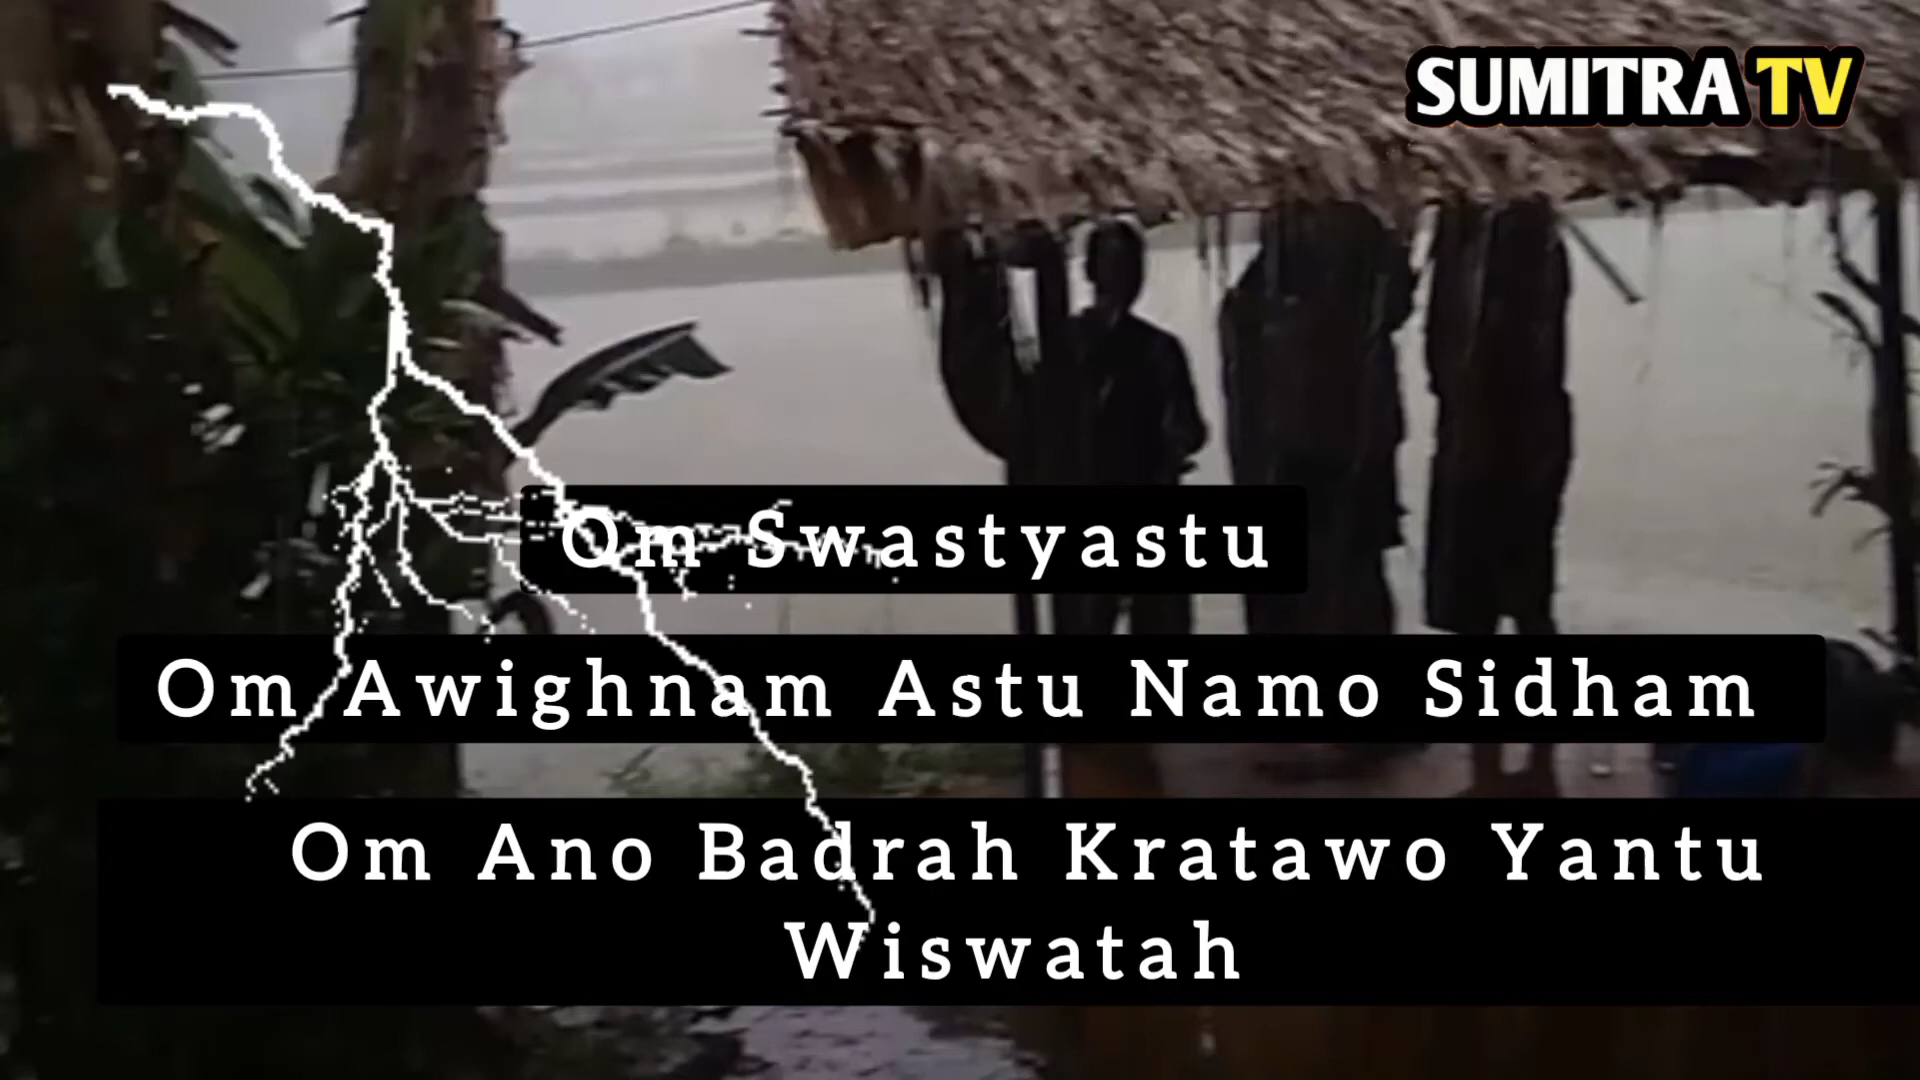 SUMITRA TV
Om Swastyastu
Om Awighnam Astu Namo Sidham
Om Ano Badrah Kratawo Yantu
Wiswatah